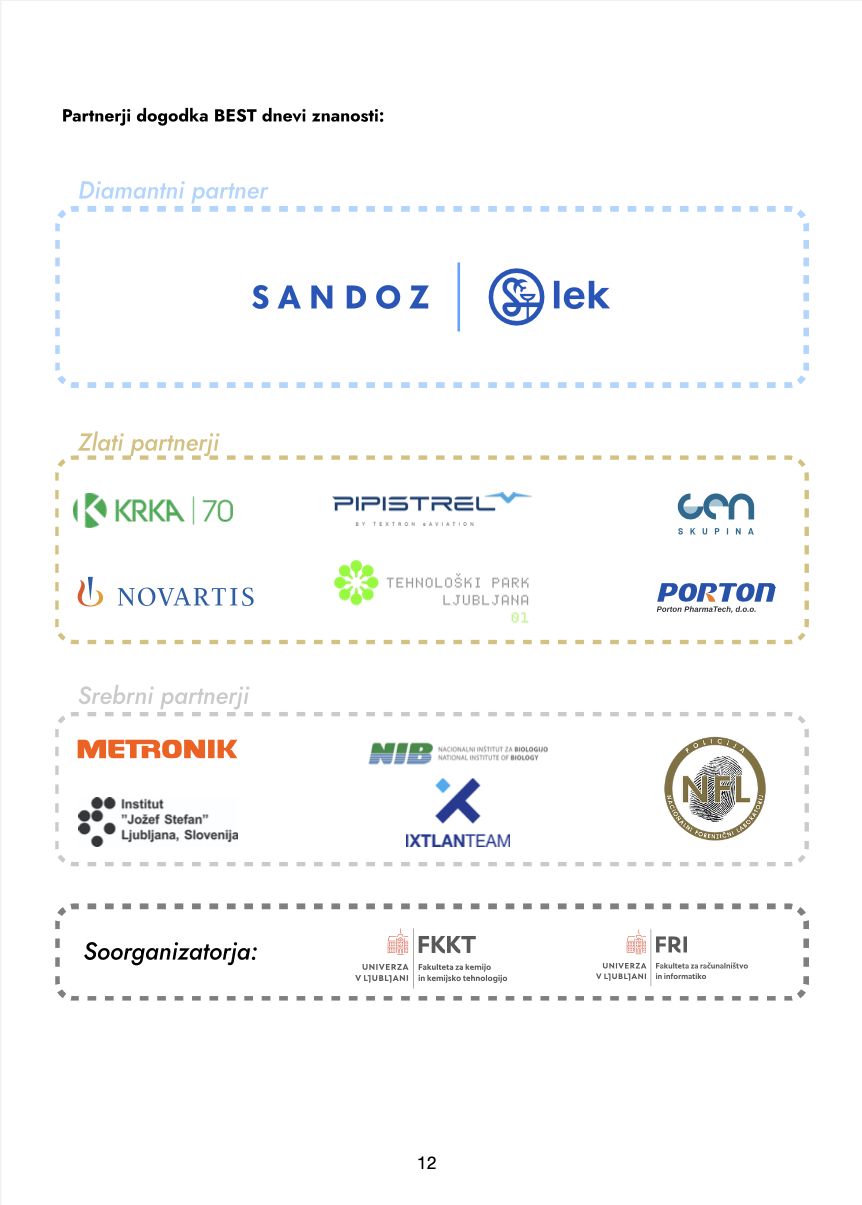 Partnerji dogodka BEST dnevi znanosti:
Diamantni partner
SANDOZ
lek
Zlati partnerji
KRKA 70
PIPISTREL
BY TEXTRON eAVIATION
gen
SKUPINA
NOVARTIS
TEHNOLOŠKI PARK
LJUBLJANA
01
PORTON
Porton PharmaTech, d.o.o.
Srebrni partnerji
METRONIK
NIB
NACIONALNI INŠTITUT ZA BIOLOGIJO
NATIONAL INSTITUTE OF BIOLOGY
POLICIJA
NFL
NACIONALNI FORENZIČNI LABORATORIJ
Institut
"Jožef Stefan"
Ljubljana, Slovenija
IXTLANTEAM
Soorganizatorja:
UNIVERZA
V LJUBLJANI
FKKT
Fakulteta za kemijo
in kemijsko tehnologijo
UNIVERZA
V LJUBLJANI
FRI
Fakulteta za računalništvo
in informatiko
12